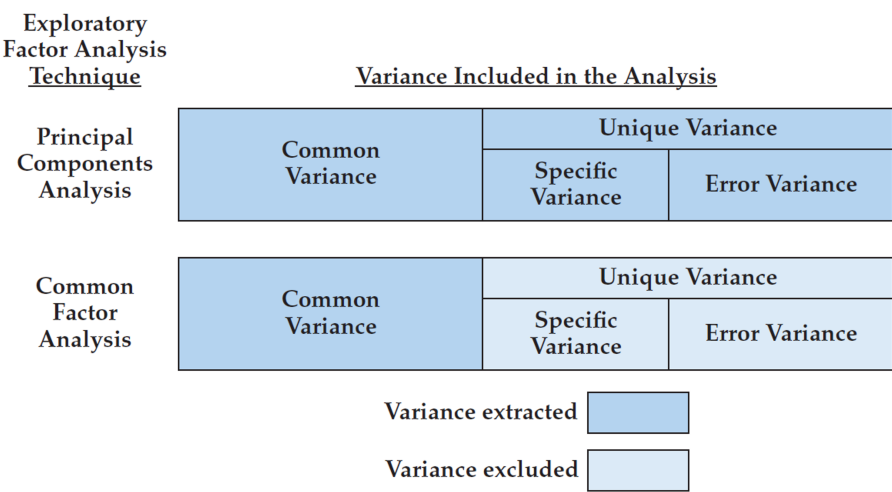 Exploratory
Factor Analysis
Technique
Variance Included in the Analysis
Principal
Components
Analysis
Common
Variance
Unique Variance
Specific
Variance
Error Variance
Common
Factor
Analysis
Common
Variance
Unique Variance
Specific
Variance
Error Variance
Variance extracted
Variance excluded